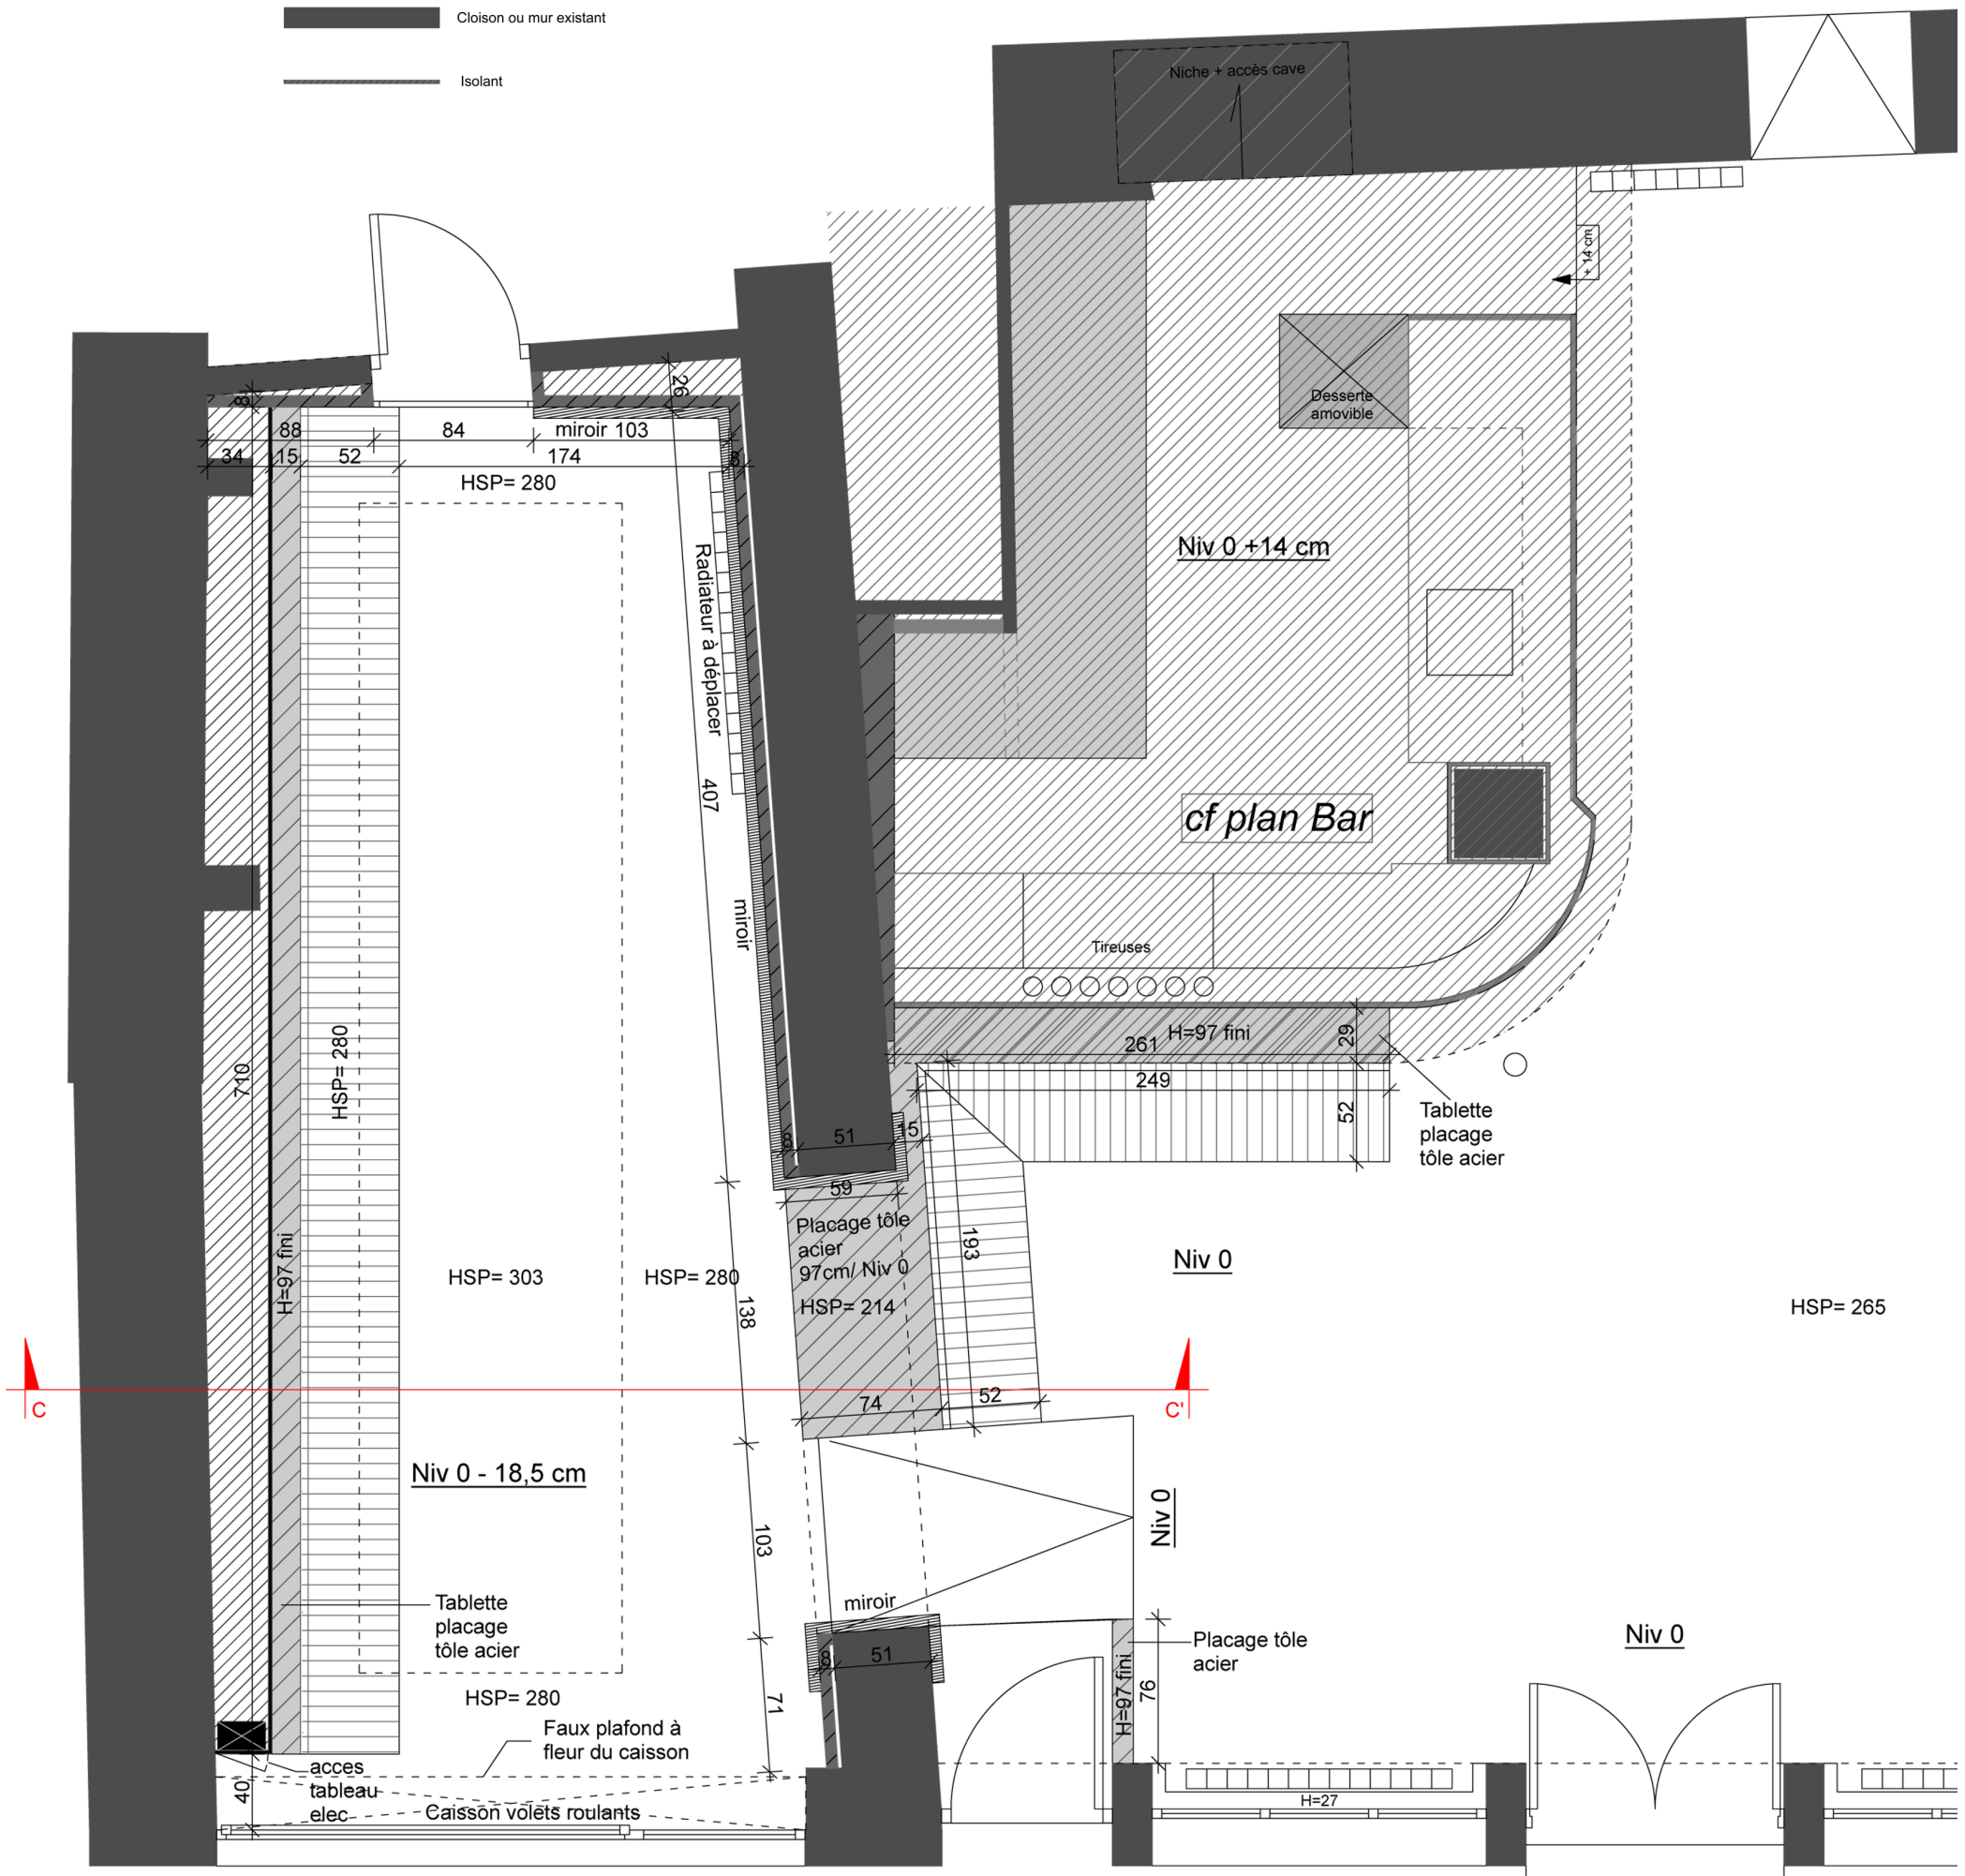 Cloison ou mur existant
Isolant
Niche + accès cave
+ 14 cm
Desserte
amovible
26
8
88
84
miroir 103
34
15
52
174
8
HSP= 280
Niv 0 +14 cm
Radiateur à déplacer
407
cf plan Bar
miroir
Tireuses
H=97 fini
261
29
249
52
710
HSP= 280
Tablette
placage
tôle acier
8
51
15
59
Placage tôle
acier
97cm/ Niv 0
HSP= 214
193
H=97 fini
HSP= 303
HSP= 280
138
Niv 0
HSP= 265
C
C'
74
52
Niv 0 - 18,5 cm
103
Niv 0
miroir
Tablette
placage
tôle acier
8
51
71
Placage tôle
acier
H=97 fini
76
Niv 0
HSP= 280
Faux plafond à
fleur du caisson
acces
tableau
elec
40
Caisson volets roulants
H=27